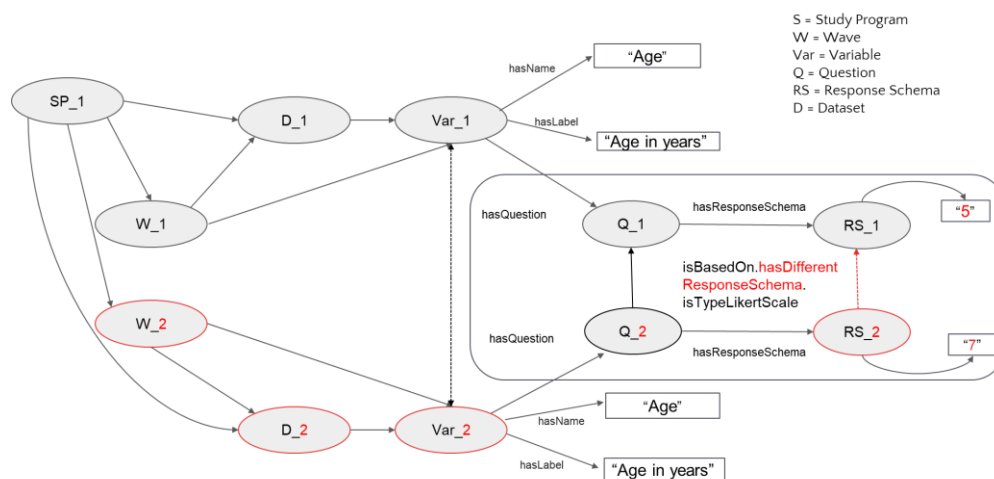 S = Study Program
W = Wave
Var = Variable
Q = Question
RS = Response Schema
D = Dataset
"Age"
hasName
SP_1
D_1
Var_1
hasLabel
"Age in years"
W_1
hasQuestion
Q_1
hasResponseSchema
RS_1
"5"
isBasedOn.hasDifferent
ResponseSchema.
isTypeLikertScale
W_2
hasQuestion
Q_2
hasResponseSchema
RS_2
"7"
D_2
Var_2
hasName
"Age"
hasLabel
"Age in years"